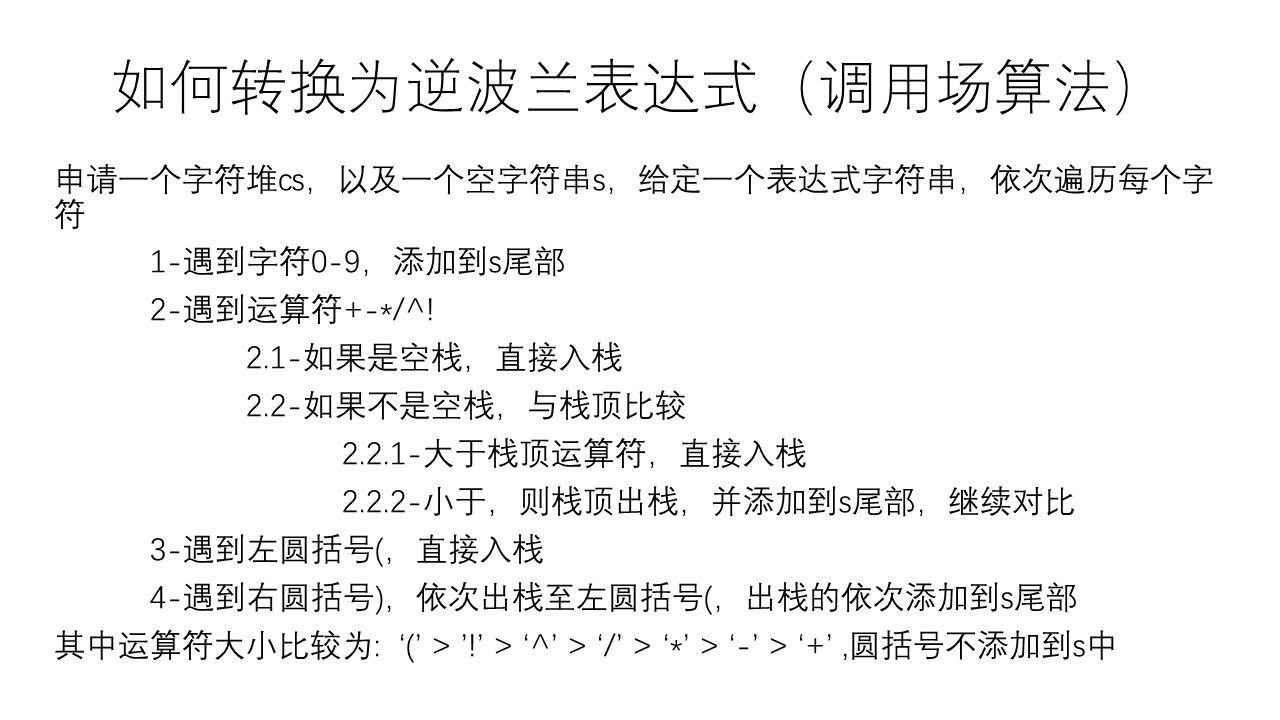 如何转换为逆波兰表达式（调用场算法）
申请一个字符堆cs，以及一个空字符串s，给定一个表达式字符串，依次遍历每个字
符
1-遇到字符0-9，添加到s尾部
2-遇到运算符+-*/^!
2.1-如果是空栈，直接入栈
2.2-如果不是空栈，与栈顶比较
2.2.1-大于栈顶运算符，直接入栈
2.2.2-小于，则栈顶出栈，并添加到s尾部，继续对比
3-遇到左圆括号(，直接入栈
4-遇到右圆括号)，依次出栈至左圆括号(，出栈的依次添加到s尾部
其中运算符大小比较为：‘(’ > ’!’ > ‘^’ > ‘/’ > ‘*’ > ‘-’ > ‘+’ ,圆括号不添加到s中